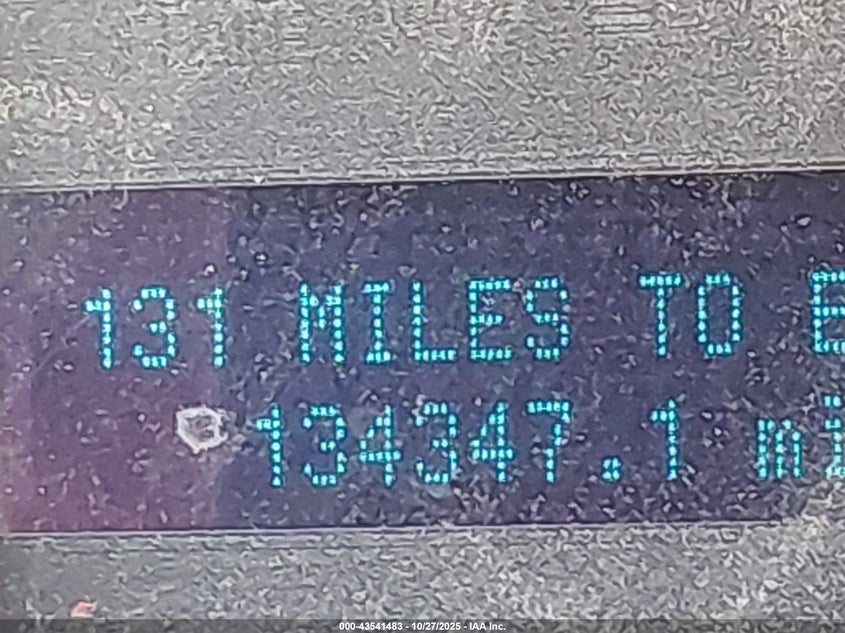 131 MILES TO E
134347.1 mi
000-43541483 - 10/27/2025 - IAA Inc.